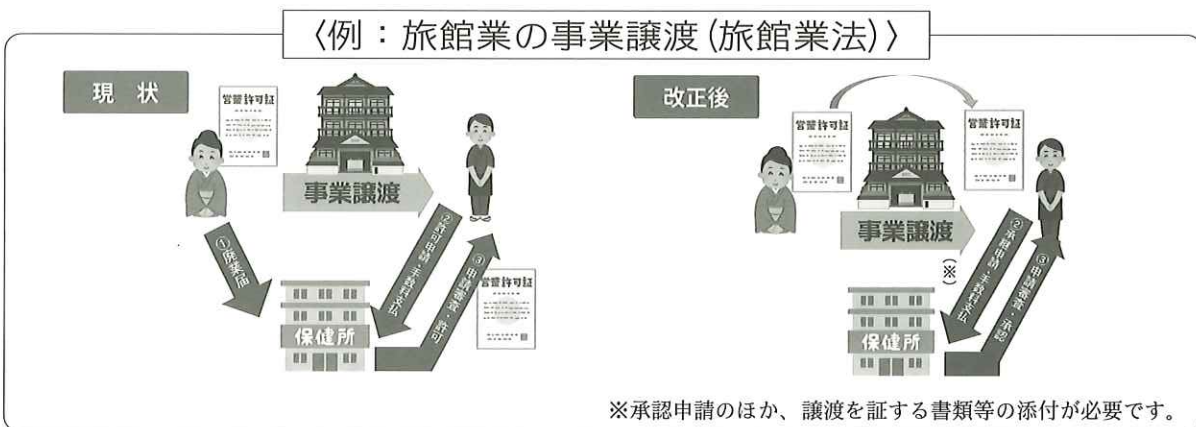 〈例：旅館業の事業譲渡(旅館業法)〉
現　状
営業許可証
事業譲渡
①廃業届
②許可申請・手数料支払
③申請審査・許可
営業許可証
保健所
改正後
営業許可証
営業許可証
事業譲渡
(※)
②承継申請・手数料支払
③申請審査・承認
保健所
※承認申請のほか、譲渡を証する書類等の添付が必要です。